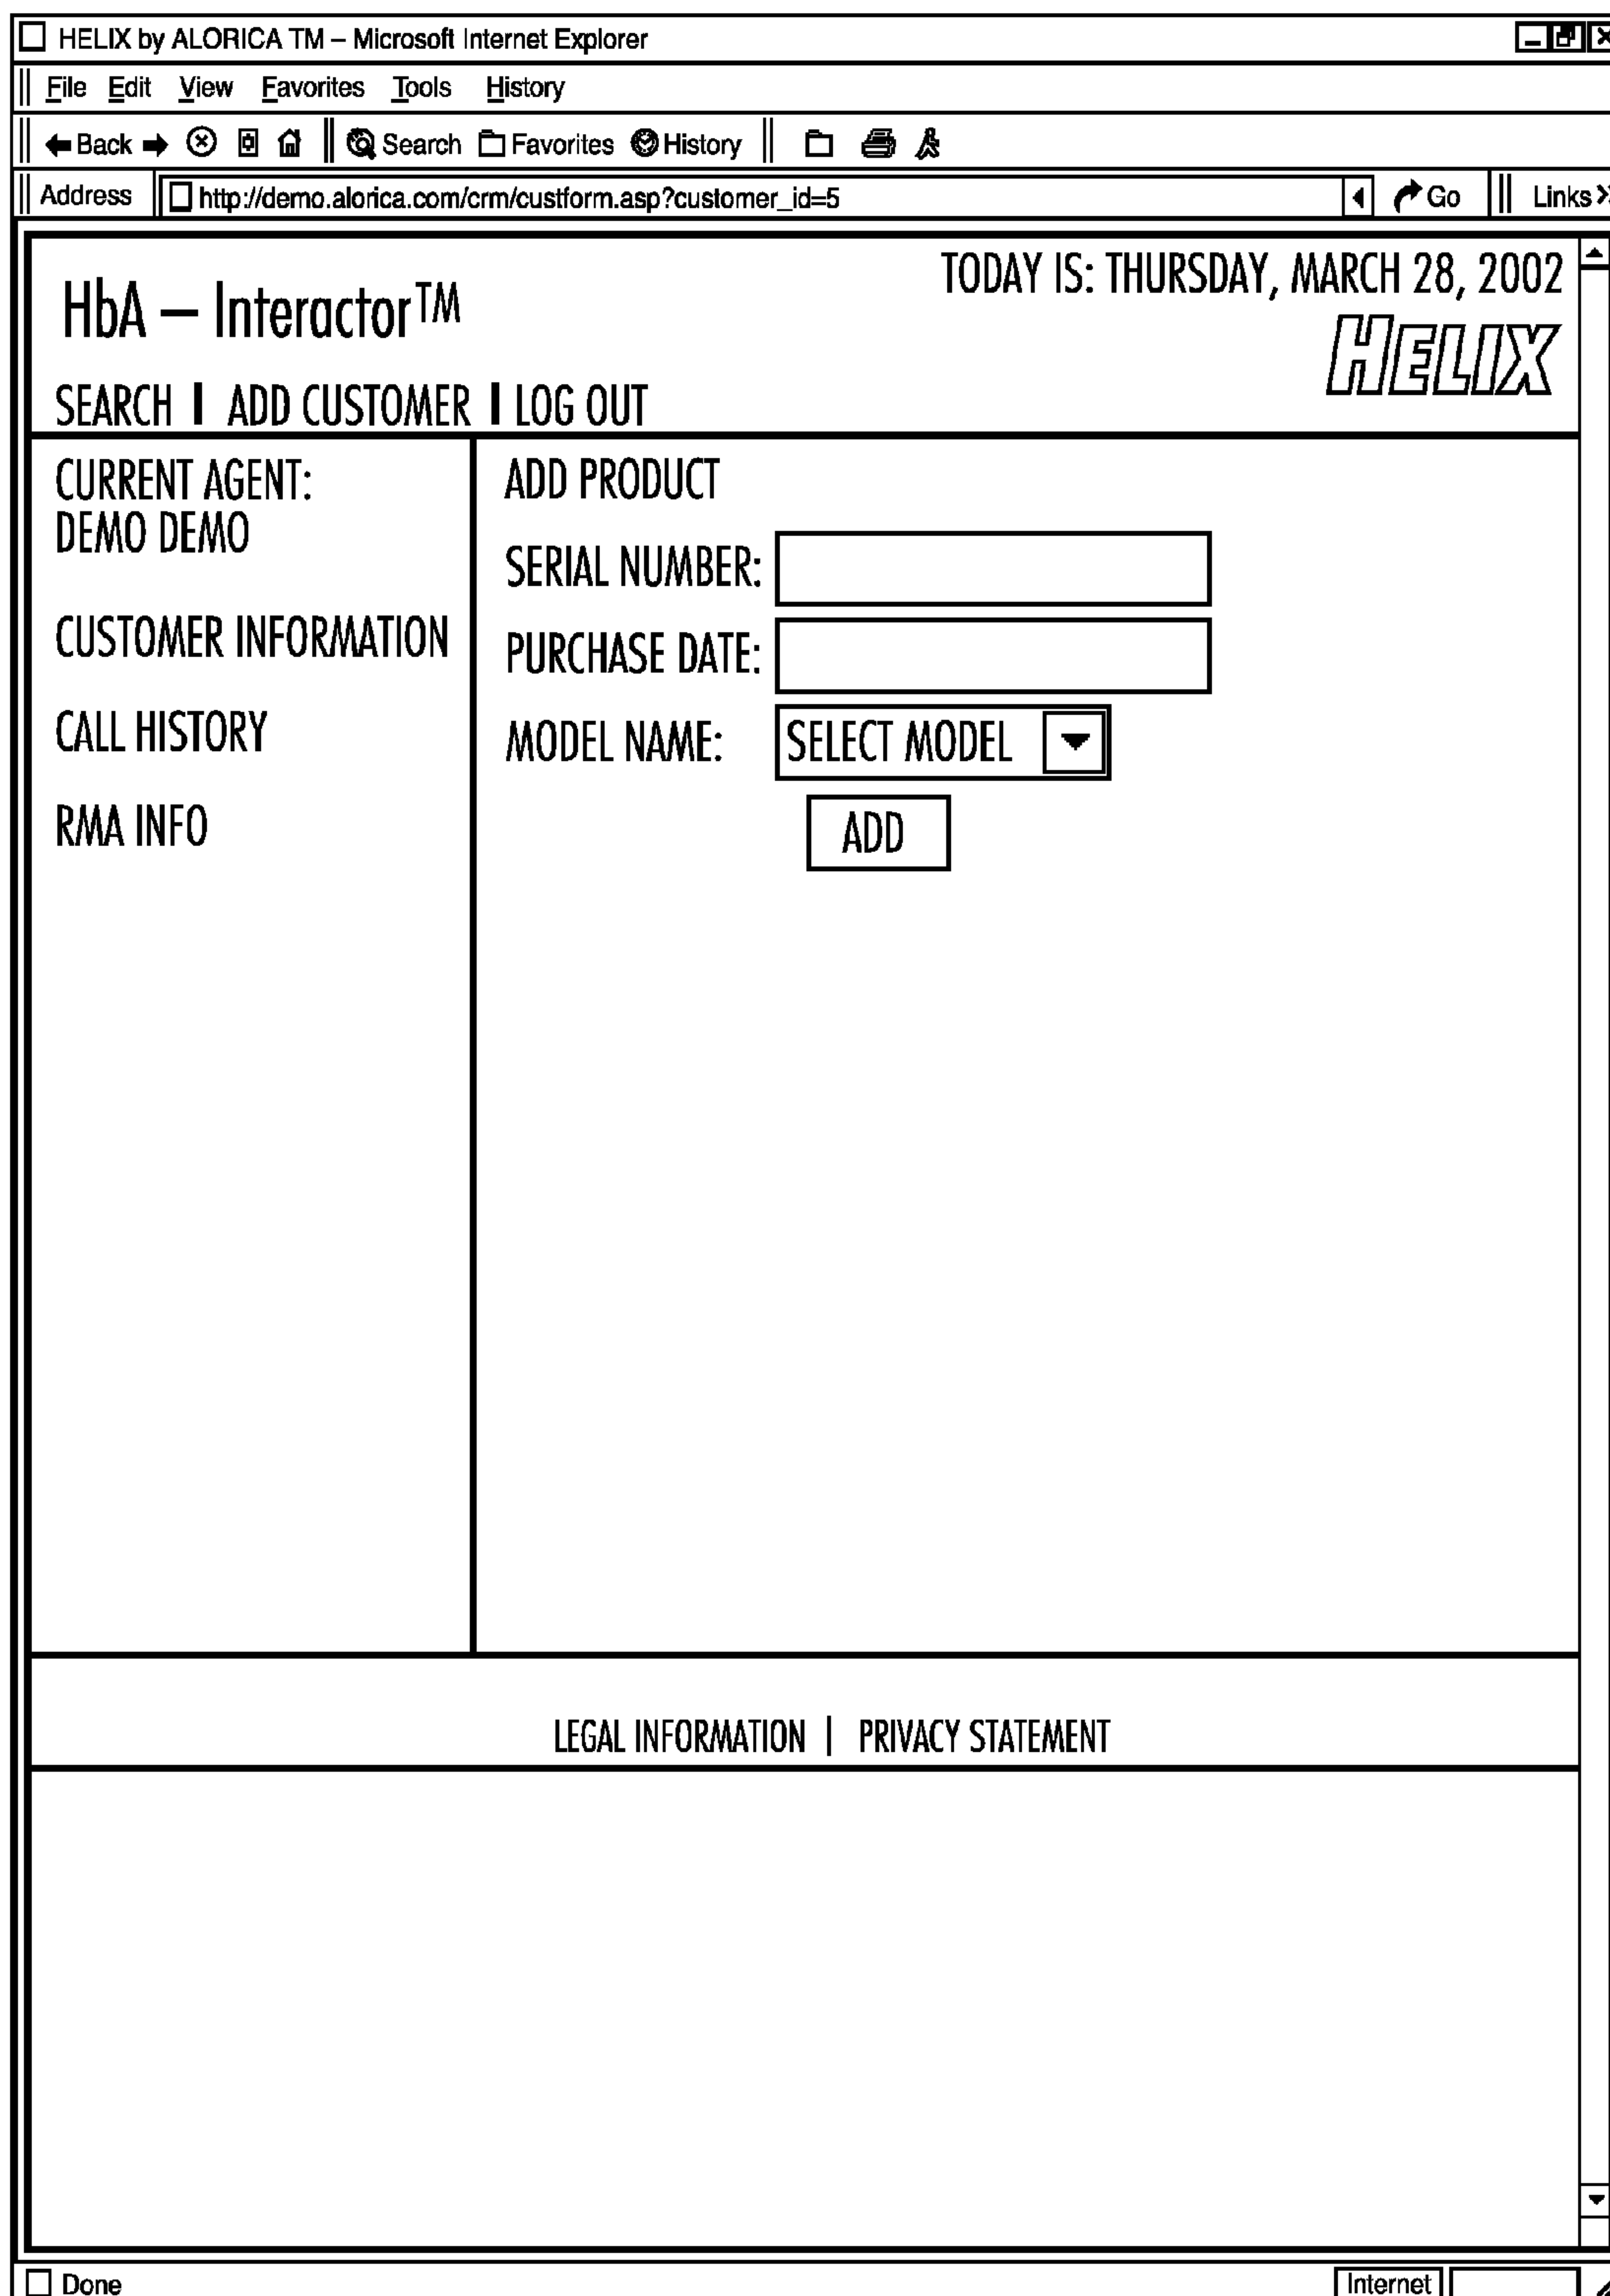 HELIX by ALORICA TM – Microsoft Internet Explorer
File Edit View Favorites Tools History
Back Search Favorites History
Address http://demo.alorica.com/crm/custform.asp?customer_id=5 Go Links
TODAY IS: THURSDAY, MARCH 28, 2002
HbA – Interactor™
HELIX
SEARCH | ADD CUSTOMER | LOG OUT
CURRENT AGENT:
DEMO DEMO
CUSTOMER INFORMATION
CALL HISTORY
RMA INFO
ADD PRODUCT
SERIAL NUMBER:
PURCHASE DATE:
MODEL NAME: SELECT MODEL
ADD
LEGAL INFORMATION | PRIVACY STATEMENT
Done Internet